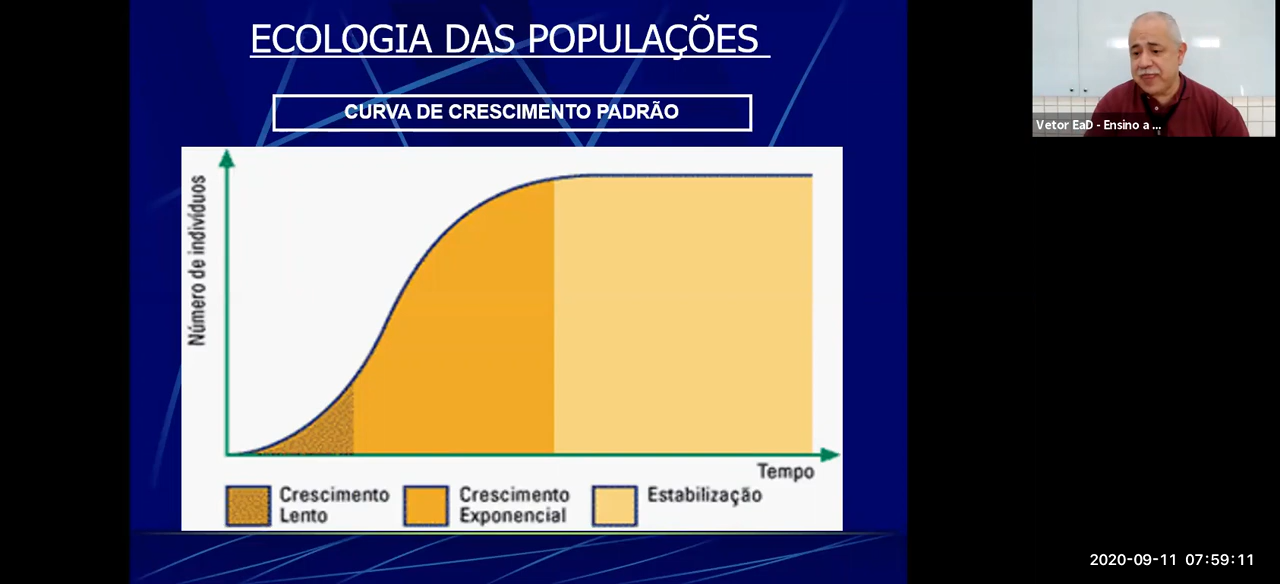 ECOLOGIA DAS POPULAÇÕES
CURVA DE CRESCIMENTO PADRÃO
Vetor EaD - Ensino a ...
Número de indivíduos
Tempo
Crescimento
Lento
Crescimento
Exponencial
Estabilização
2020-09-11 07:59:11